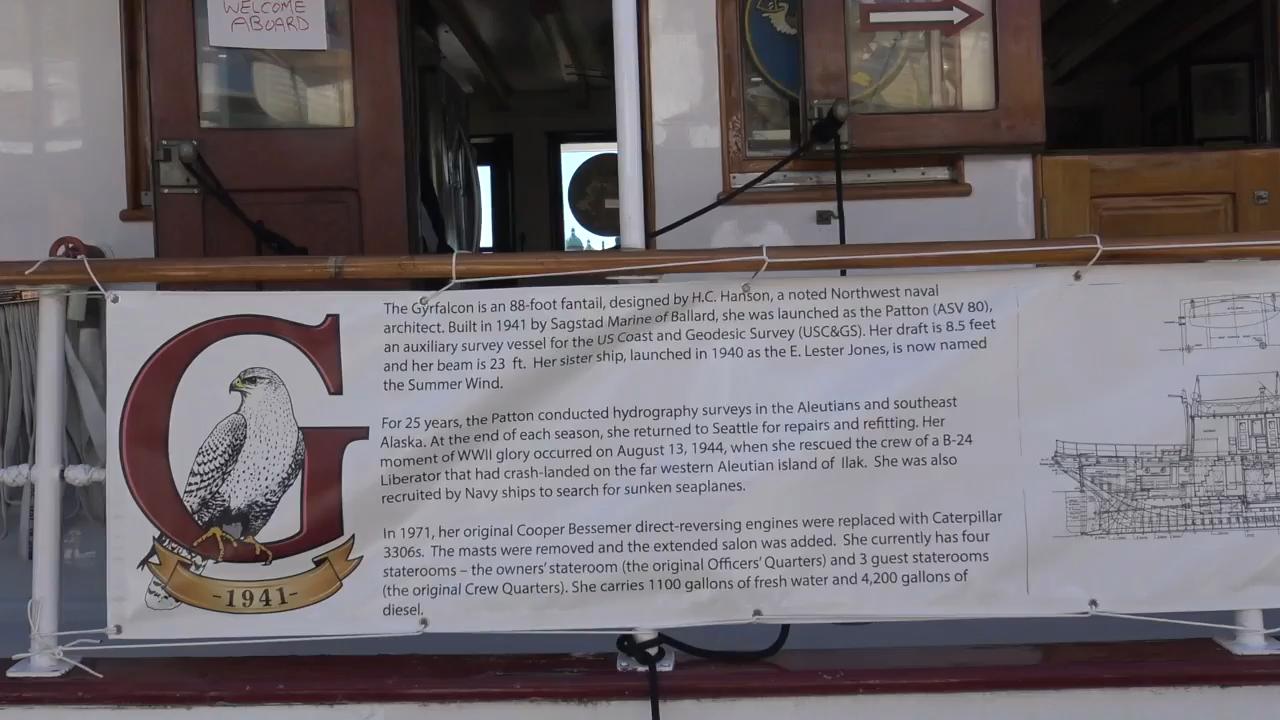 WELCOME
ABOARD
The Gyrfalcon is an 88-foot fantail, designed by H.C. Hanson, a noted Northwest naval
architect. Built in 1941 by Sagstad Marine of Ballard, she was launched as the Patton (ASV 80),
an auxiliary survey vessel for the US Coast and Geodesic Survey (USC&GS). Her draft is 8.5 feet
and her beam is 23 ft. Her sister ship, launched in 1940 as the E. Lester Jones, is now named
the Summer Wind.
For 25 years, the Patton conducted hydrography surveys in the Aleutians and southeast
Alaska. At the end of each season, she returned to Seattle for repairs and refitting. Her
moment of WWII glory occurred on August 13, 1944, when she rescued the crew of a B-24
Liberator that had crash-landed on the far western Aleutian island of Ilak. She was also
recruited by Navy ships to search for sunken seaplanes.
In 1971, her original Cooper Bessemer direct-reversing engines were replaced with Caterpillar
3306s. The masts were removed and the extended salon was added. She currently has four
staterooms – the owners' stateroom (the original Officers' Quarters) and 3 guest staterooms
(the original Crew Quarters). She carries 1100 gallons of fresh water and 4,200 gallons of
diesel.
G
-1941-